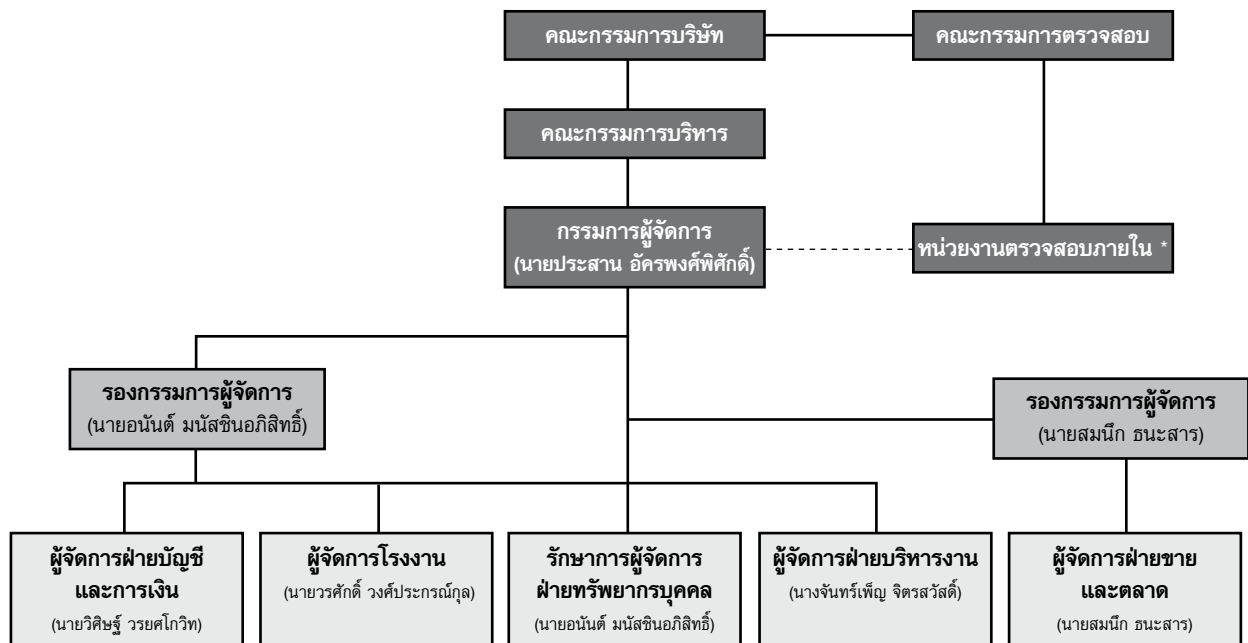 คณะกรรมการบริษัท
คณะกรรมการตรวจสอบ
คณะกรรมการบริหาร
กรรมการผู้จัดการ
(นายประสาน อัครพงศ์พิศักดิ์)
หน่วยงานตรวจสอบภายใน *
รองกรรมการผู้จัดการ
(นายอนันต์ มนัสชินอภิสิทธิ์)
รองกรรมการผู้จัดการ
(นายสมนึก ธนะสาร)
ผู้จัดการฝ่ายบัญชี
และการเงิน
(นายวิศิษฐ์ วรยศโกวิท)
ผู้จัดการโรงงาน
(นายวรศักดิ์ วงศ์ประกรณ์กุล)
รักษาการผู้จัดการ
ฝ่ายทรัพยากรบุคคล
(นายอนันต์ มนัสชินอภิสิทธิ์)
ผู้จัดการฝ่ายบริหารงาน
(นางจันทร์เพ็ญ จิตรสวัสดิ์)
ผู้จัดการฝ่ายขาย
และตลาด
(นายสมนึก ธนะสาร)